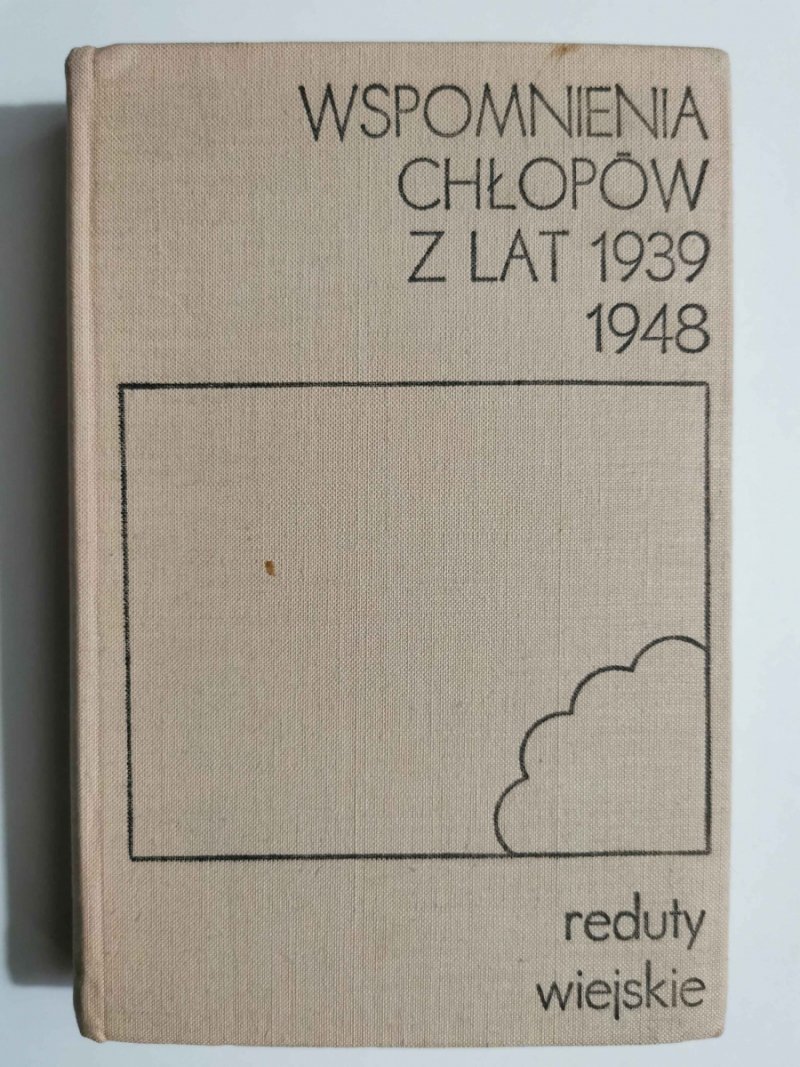 WSPOMNIENIA
CHŁOPÓW
Z LAT 1939
1948
reduty
wiejskie